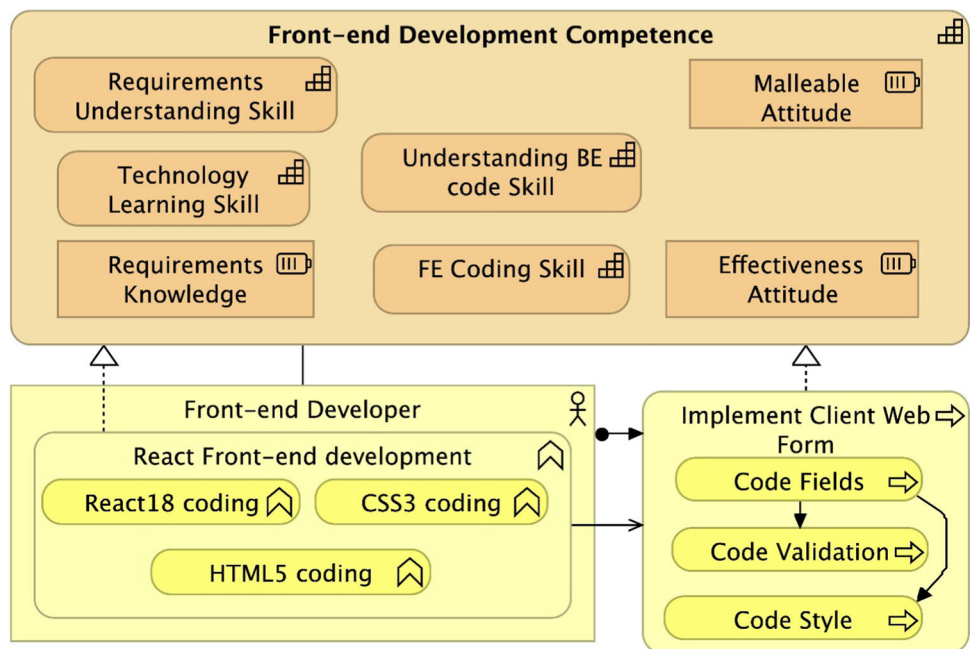 Front-end Development Competence
Requirements
Understanding Skill
Malleable
Attitude
Understanding BE
code Skill
Technology
Learning Skill
Requirements
Knowledge
FE Coding Skill
Effectiveness
Attitude
Front-end Developer
React Front-end development
React18 coding
CSS3 coding
HTML5 coding
Implement Client Web
Form
Code Fields
Code Validation
Code Style